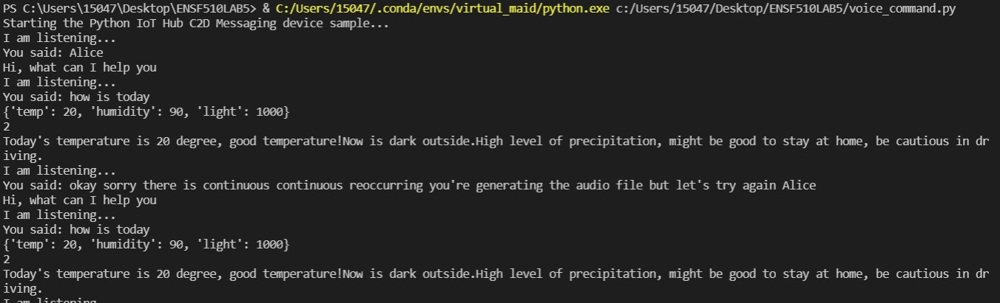 PS C:\Users\15047\Desktop\ENSF510LAB5> & C:/Users/15047/.conda/envs/virtual_maid/python.exe c:/Users/15047/Desktop/ENSF510LAB5/voice_command.py
Starting the Python IoT Hub C2D Messaging device sample...
I am listening...
You said: Alice
Hi, what can I help you
I am listening...
You said: how is today
{'temp': 20, 'humidity': 90, 'light': 1000}
2
Today's temperature is 20 degree, good temperature!Now is dark outside.High level of precipitation, might be good to stay at home, be cautious in dr
iving.
I am listening...
You said: okay sorry there is continuous continuous reoccurring you're generating the audio file but let's try again Alice
Hi, what can I help you
I am listening...
You said: how is today
{'temp': 20, 'humidity': 90, 'light': 1000}
2
Today's temperature is 20 degree, good temperature!Now is dark outside.High level of precipitation, might be good to stay at home, be cautious in dr
iving.
I am listening